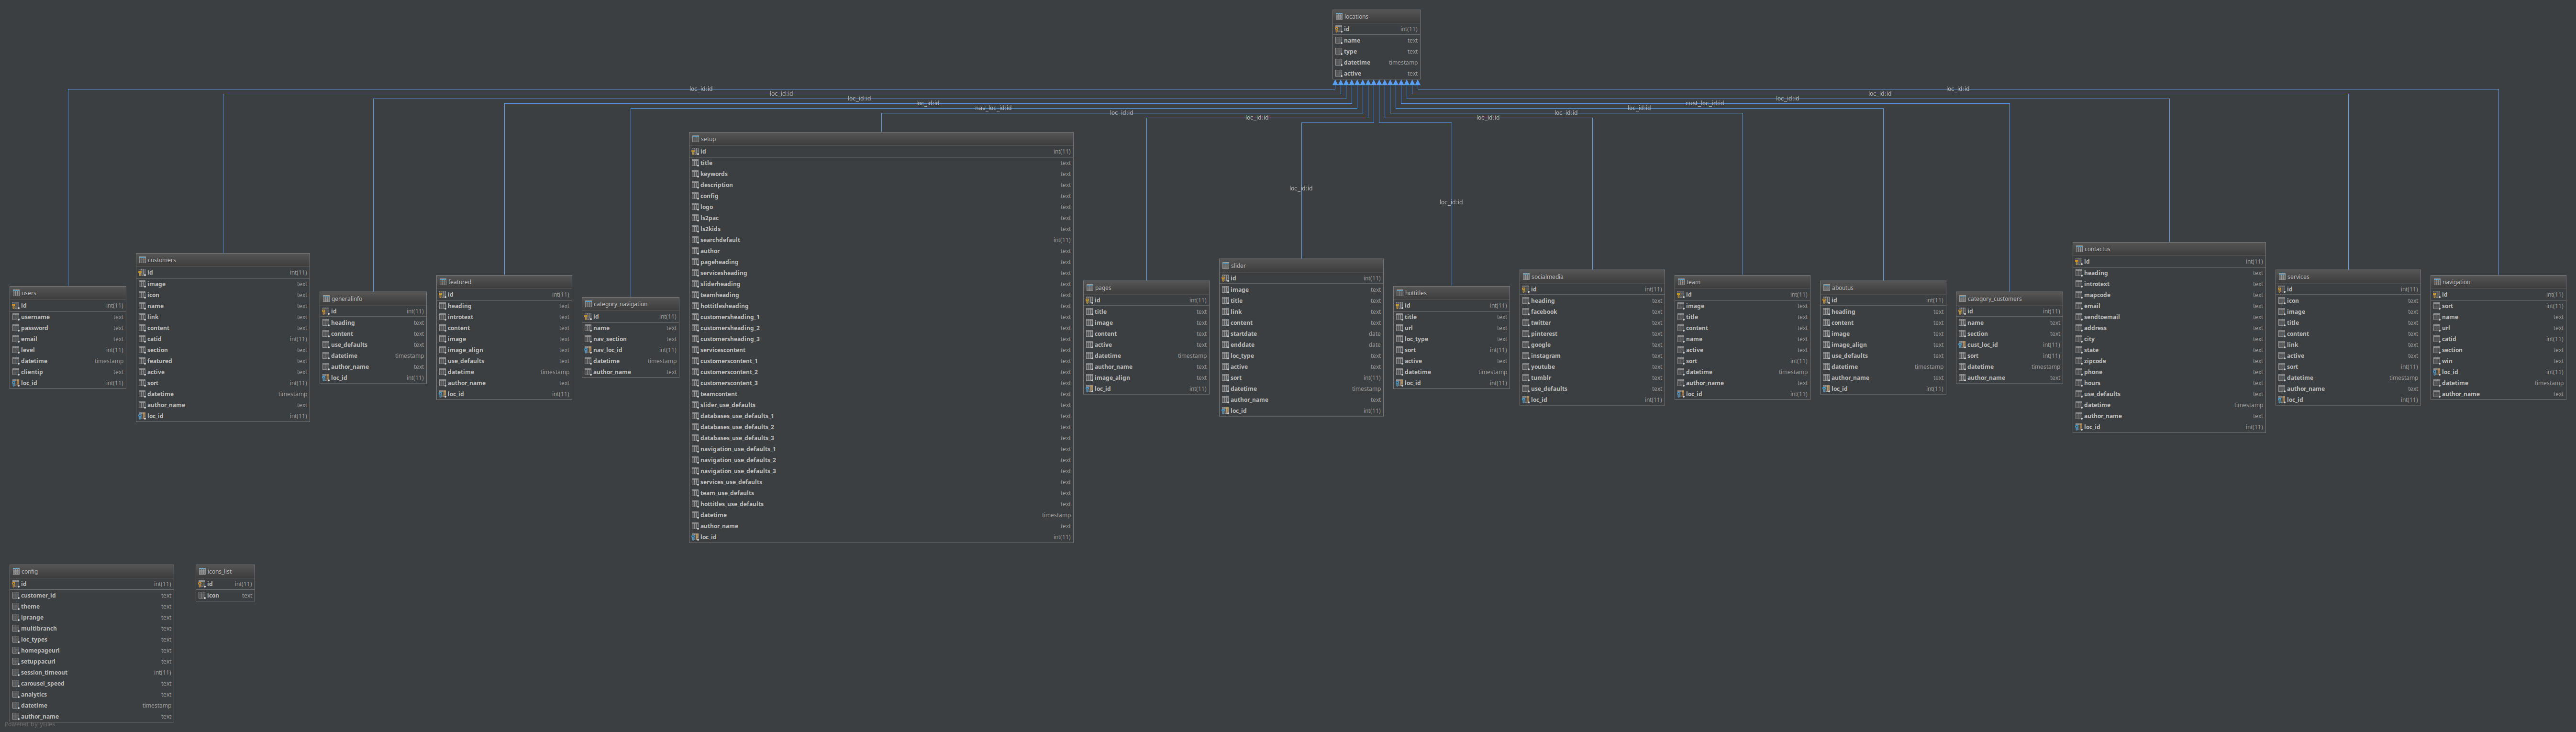 locations
id int(11)
name text
type text
datetime timestamp
active text
loc_id:id
loc_id:id
loc_id:id
loc_id:id
nav_loc_id:id
loc_id:id
loc_id:id
loc_id:id
loc_id:id
loc_id:id
loc_id:id
loc_id:id
cust_loc_id:id
loc_id:id
loc_id:id
loc_id:id
users
id int(11)
username text
password text
email text
level int(11)
datetime timestamp
clientip text
loc_id int(11)
customers
id int(11)
image text
icon text
name text
link text
content text
catid int(11)
section text
featured text
active text
sort int(11)
datetime timestamp
author_name text
loc_id int(11)
generalinfo
id int(11)
heading text
content text
use_defaults text
datetime timestamp
author_name text
loc_id int(11)
featured
id int(11)
heading text
introtext text
content text
image text
image_align text
use_defaults text
datetime timestamp
author_name text
loc_id int(11)
category_navigation
id int(11)
name text
nav_section text
nav_loc_id int(11)
datetime timestamp
author_name text
setup
id int(11)
title text
keywords text
description text
config text
logo text
ls2pac text
ls2kids text
searchdefault int(11)
author text
pageheading text
servicesheading text
sliderheading text
teamheading text
hottitlesheading text
customersheading_1 text
customersheading_2 text
customersheading_3 text
servicescontent text
customerscontent_1 text
customerscontent_2 text
customerscontent_3 text
teamcontent text
slider_use_defaults text
databases_use_defaults_1 text
databases_use_defaults_2 text
databases_use_defaults_3 text
navigation_use_defaults_1 text
navigation_use_defaults_2 text
navigation_use_defaults_3 text
services_use_defaults text
team_use_defaults text
hottitles_use_defaults text
datetime timestamp
author_name text
loc_id int(11)
pages
id int(11)
title text
image text
content text
active text
datetime timestamp
author_name text
image_align text
loc_id int(11)
slider
id int(11)
image text
title text
link text
content text
startdate date
enddate date
loc_type text
active text
sort int(11)
datetime timestamp
author_name text
loc_id int(11)
hottitles
id int(11)
title text
url text
loc_type text
sort int(11)
active text
datetime timestamp
loc_id int(11)
socialmedia
id int(11)
heading text
facebook text
twitter text
pinterest text
google text
instagram text
youtube text
tumblr text
use_defaults text
loc_id int(11)
team
id int(11)
image text
title text
content text
name text
active text
sort int(11)
datetime timestamp
author_name text
loc_id int(11)
aboutus
id int(11)
heading text
content text
image text
image_align text
use_defaults text
datetime timestamp
author_name text
loc_id int(11)
category_customers
id int(11)
name text
section text
cust_loc_id int(11)
sort int(11)
datetime timestamp
author_name text
contactus
id int(11)
heading text
introtext text
mapcode text
email int(11)
sendtoemail text
address text
city text
state text
zipcode text
phone text
hours text
use_defaults text
datetime timestamp
author_name text
loc_id int(11)
services
id int(11)
icon text
image text
title text
content text
link text
active text
sort int(11)
datetime timestamp
author_name text
loc_id int(11)
navigation
id int(11)
sort int(11)
name text
url text
catid int(11)
section text
win text
loc_id int(11)
datetime timestamp
author_name text
config
id int(11)
customer_id text
theme text
iprange text
multibranch text
loc_types text
homepageurl text
setuppacurl text
session_timeout int(11)
carousel_speed text
analytics text
datetime timestamp
author_name text
icons_list
id int(11)
icon text